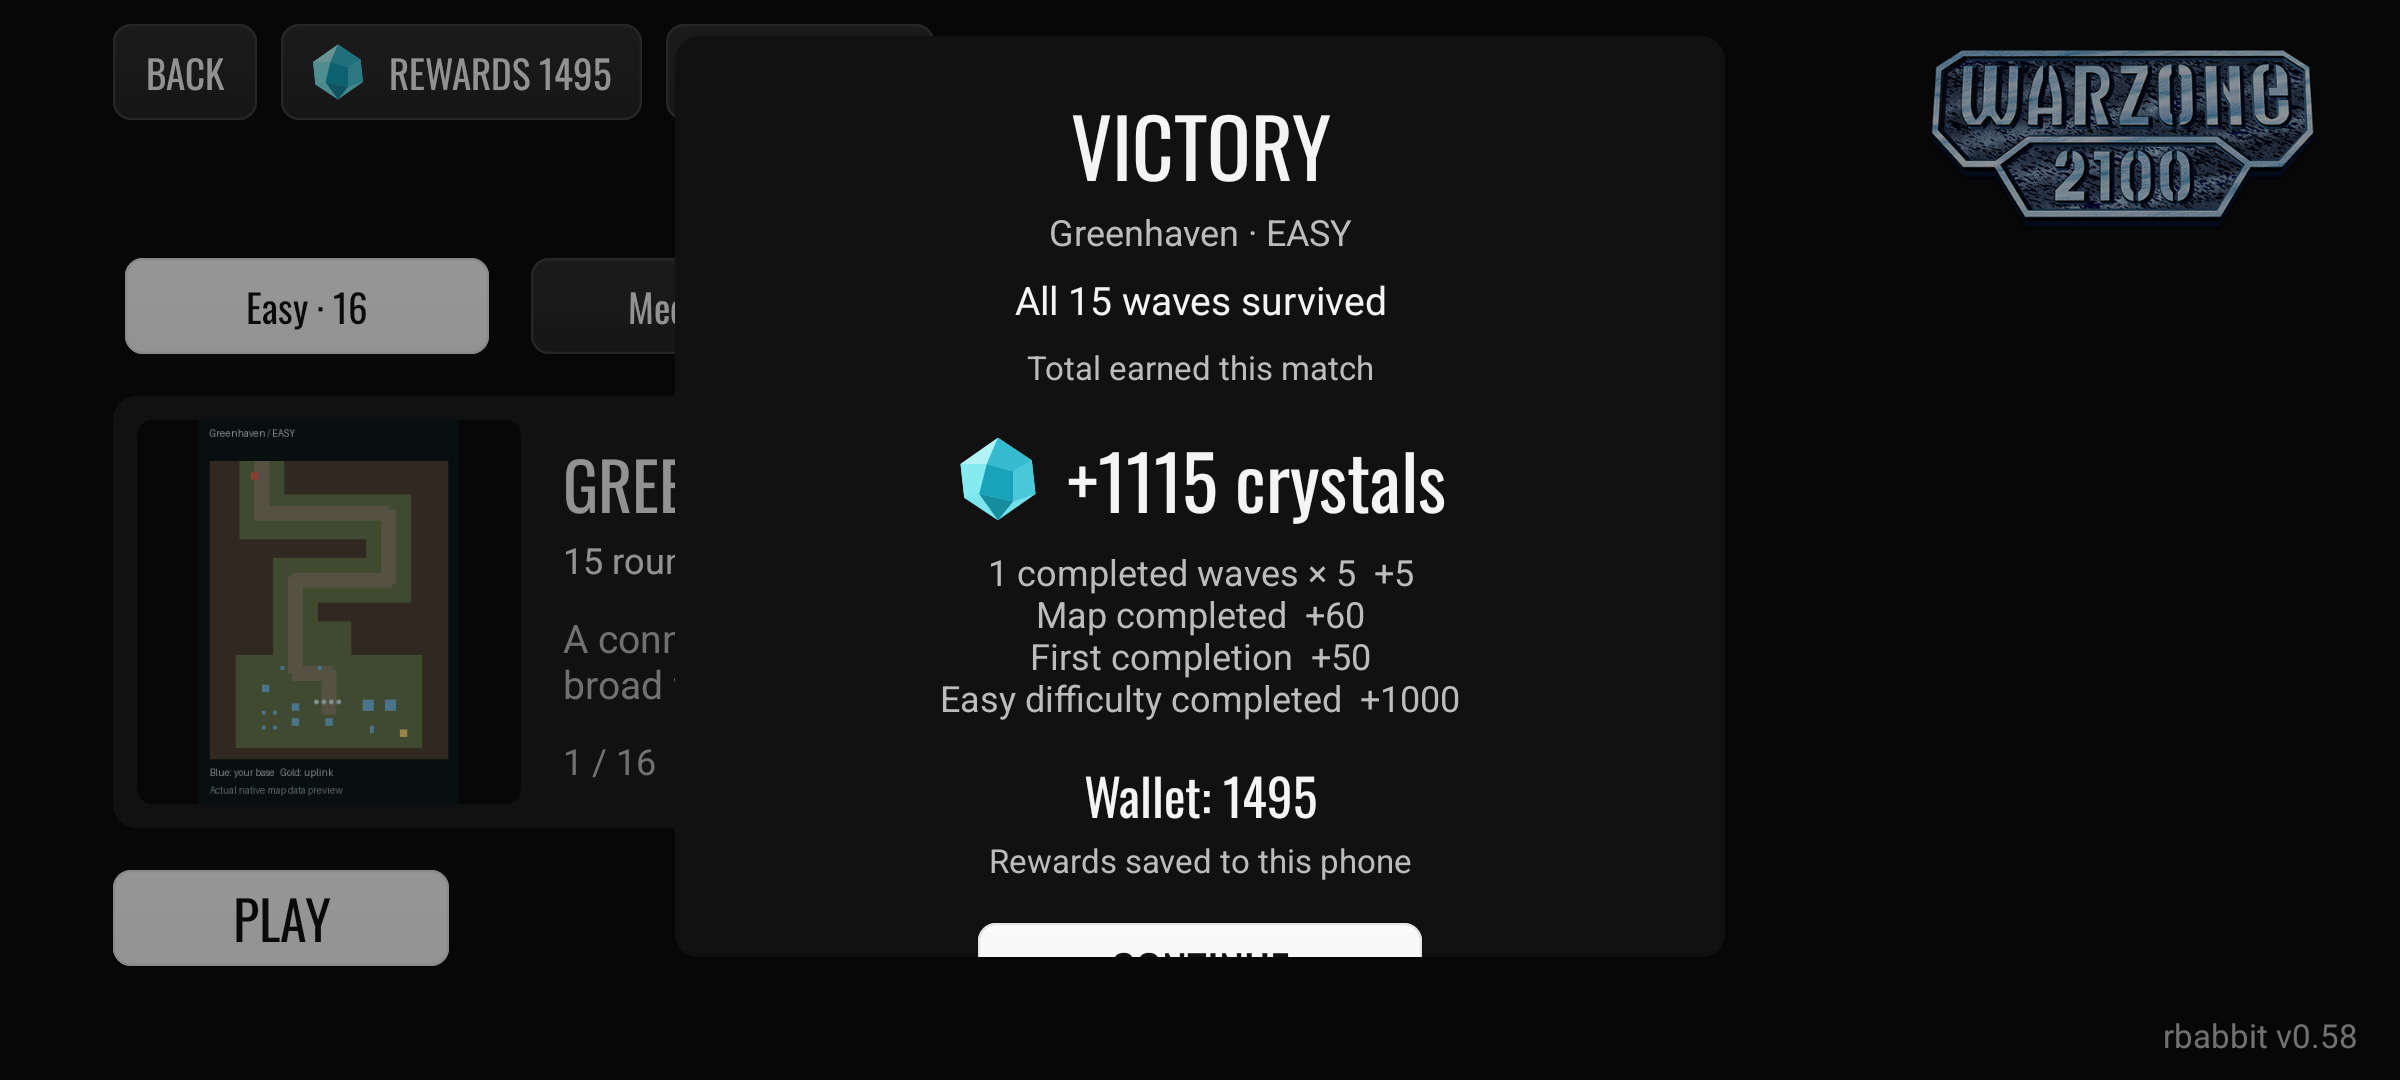 BACK
REWARDS 1495
WARZONE
2100
VICTORY
Greenhaven · EASY
All 15 waves survived
Total earned this match
+1115 crystals
1 completed waves × 5 +5
Map completed +60
First completion +50
Easy difficulty completed +1000
Wallet: 1495
Rewards saved to this phone
Easy · 16
Greenhaven / EASY
Blue: your base Gold: uplink
Actual native map data preview
15
A
broad
1 / 16
PLAY
rbabbit v0.58